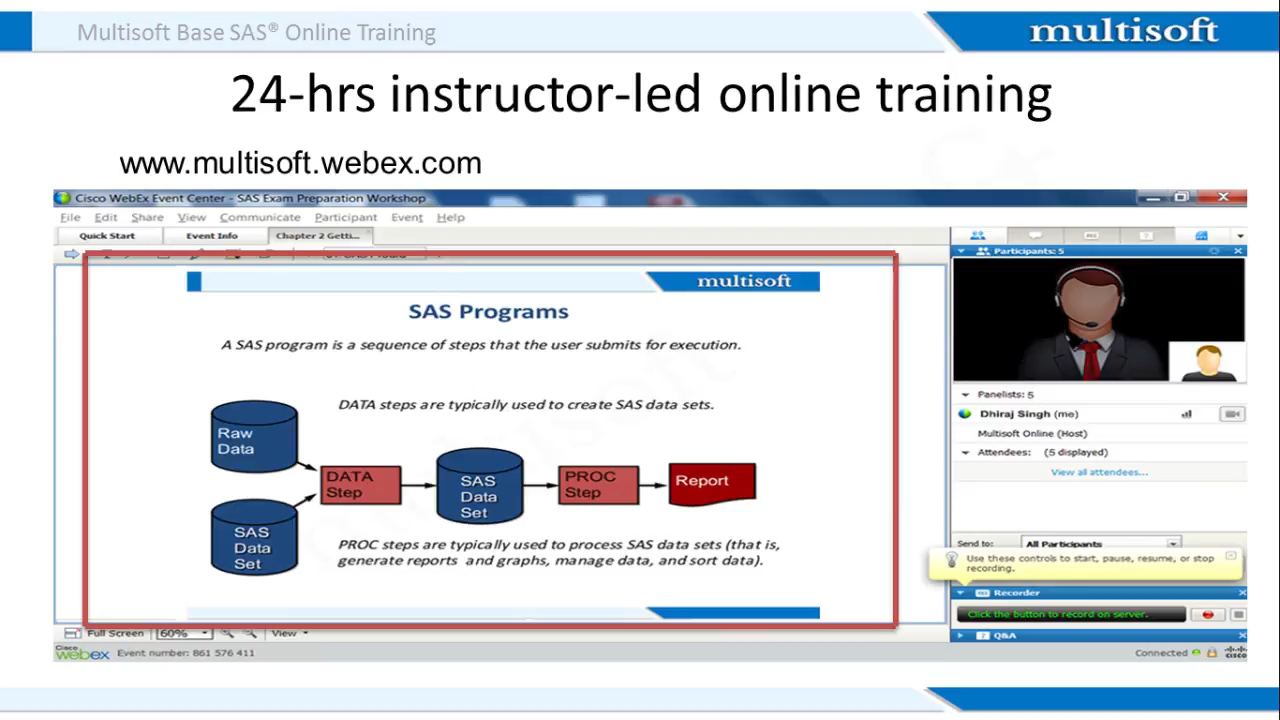 Multisoft Base SAS® Online Training
multisoft
24-hrs instructor-led online training
www.multisoft.webex.com
Cisco WebEx Event Center - SAS Exam Preparation Workshop
File Edit Share View Communicate Participant Event Help
Quick Start Event Info Chapter 2 Getti...
Participants: 5
multisoft
SAS Programs
A SAS program is a sequence of steps that the user submits for execution.
DATA steps are typically used to create SAS data sets.
Raw
Data
DATA
Step
SAS
Data
Set
PROC
Step
Report
SAS
Data
Set
PROC steps are typically used to process SAS data sets (that is,
generate reports and graphs, manage data, and sort data).
Panelists: 5
Dhiraj Singh (me)
Multisoft Online (Host)
Attendees: (5 displayed)
View all attendees...
Send to: All Participants
Use these controls to start, pause, resume, or stop
recording.
Recorder
Click the button to record on server.
Q&A
Full Screen 60% View
Cisco
webex Event number: 861 576 411
Connected
CISCO